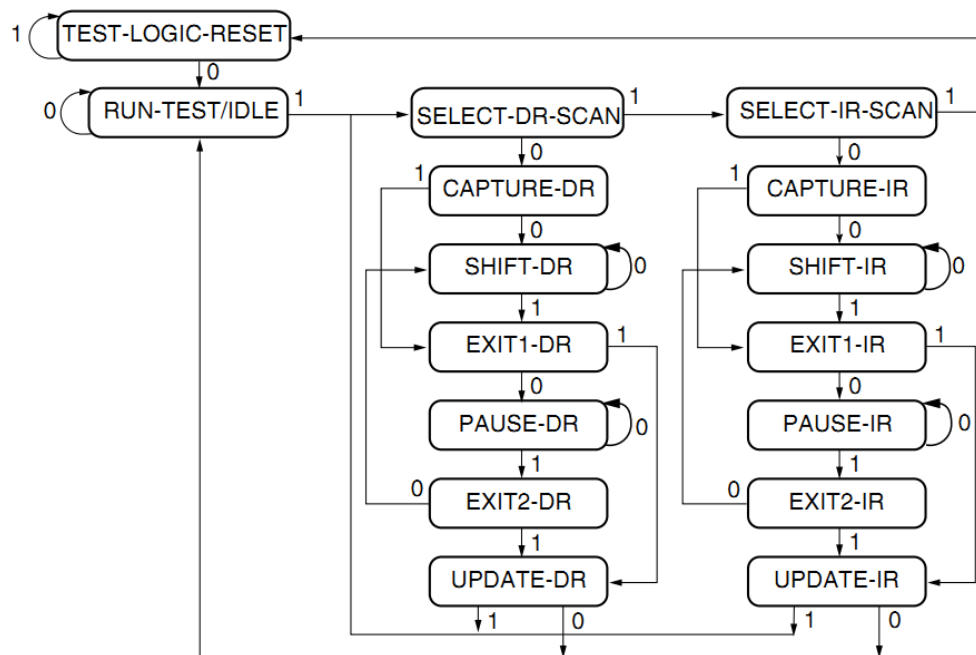 1 TEST-LOGIC-RESET
0
0 RUN-TEST/IDLE 1
SELECT-DR-SCAN 1
SELECT-IR-SCAN 1
0 0
1 CAPTURE-DR
1 CAPTURE-IR
0 0
SHIFT-DR 0
SHIFT-IR 0
1 1
EXIT1-DR 1
EXIT1-IR 1
0 0
PAUSE-DR 0
PAUSE-IR 0
1 1
0 EXIT2-DR
0 EXIT2-IR
1 1
UPDATE-DR
UPDATE-IR
1 0
1 0